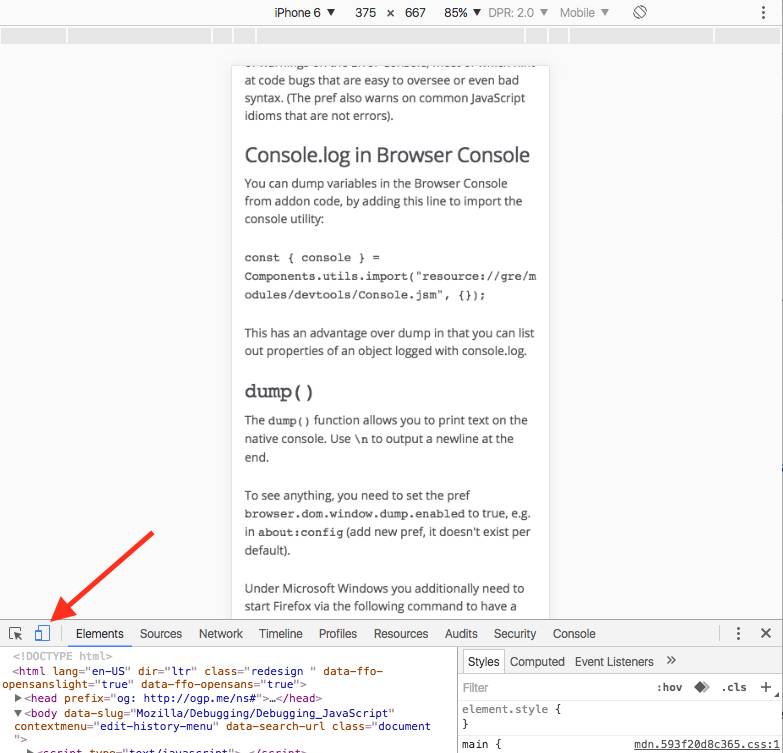 iPhone 6 ▼ 375 × 667 85% ▼ DPR: 2.0 ▼ Mobile ▼
at code bugs that are easy to oversee or even bad
syntax. (The pref also warns on common JavaScript
idioms that are not errors).
Console.log in Browser Console
You can dump variables in the Browser Console
from addon code, by adding this line to import the
console utility:
const { console } =
Components.utils.import("resource://gre/m
odules/devtools/Console.jsm", {});
This has an advantage over dump in that you can list
out properties of an object logged with console.log.
dump()
The dump() function allows you to print text on the
native console. Use \n to output a newline at the
end.
To see anything, you need to set the pref
browser.dom.window.dump.enabled to true, e.g.
in about:config (add new pref, it doesn't exist per
default).
Under Microsoft Windows you additionally need to
start Firefox via the following command to have a
Elements Sources Network Timeline Profiles Resources Audits Security Console
<!DOCTYPE html>
<html lang="en-US" dir="ltr" class="redesign " data-ffo-
opensanslight="true" data-ffo-opensans="true">
▶<head prefix="og: http://ogp.me/ns#">…</head>
▼<body data-slug="Mozilla/Debugging/Debugging_JavaScript"
contextmenu="edit-history-menu" data-search-url class="document
">
▶<script type="text/javascript">…</script>
Styles Computed Event Listeners »
Filter :hov .cls +
element.style {
}
main { mdn.593f20d8c365.css:1